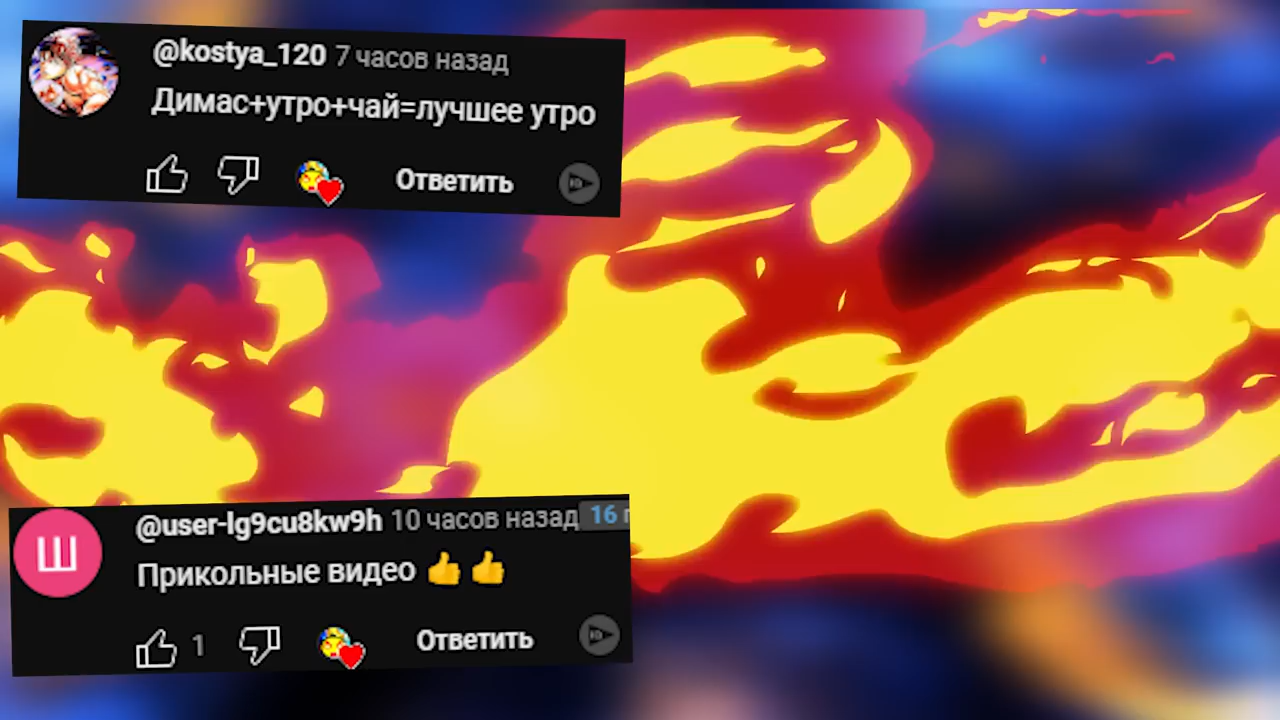 @kostya_120 7 часов назад
Димас+утро+чай=лучшее утро
Ответить
Ш
@user-lg9cu8kw9h 10 часов назад 16
Прикольные видео 👍 👍
1 Ответить